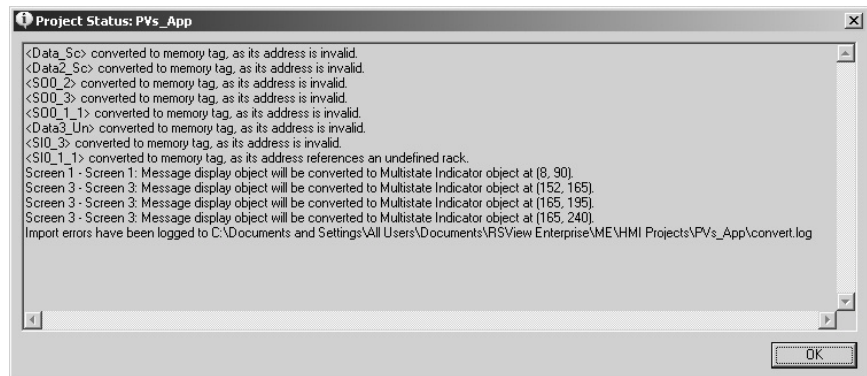 Project Status: PVs_App
<Data_Sc> converted to memory tag, as its address is invalid.
<Data2_Sc> converted to memory tag, as its address is invalid.
<SO0_2> converted to memory tag, as its address is invalid.
<SO0_3> converted to memory tag, as its address is invalid.
<SO0_1_1> converted to memory tag, as its address is invalid.
<Data3_Un> converted to memory tag, as its address is invalid.
<SI0_3> converted to memory tag, as its address is invalid.
<SI0_1_1> converted to memory tag, as its address references an undefined rack.
Screen 1 - Screen 1: Message display object will be converted to Multistate Indicator object at (8, 90).
Screen 3 - Screen 3: Message display object will be converted to Multistate Indicator object at (152, 165).
Screen 3 - Screen 3: Message display object will be converted to Multistate Indicator object at (165, 195).
Screen 3 - Screen 3: Message display object will be converted to Multistate Indicator object at (165, 240).
Import errors have been logged to C:\Documents and Settings\All Users\Documents\RSView Enterprise\ME\HMI Projects\PVs_App\convert.log
OK